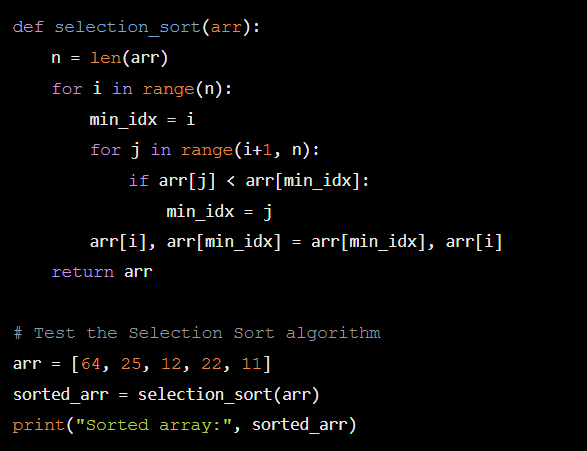 def selection_sort(arr):
    n = len(arr)
    for i in range(n):
        min_idx = i
        for j in range(i+1, n):
            if arr[j] < arr[min_idx]:
                min_idx = j
        arr[i], arr[min_idx] = arr[min_idx], arr[i]
    return arr

# Test the Selection Sort algorithm
arr = [64, 25, 12, 22, 11]
sorted_arr = selection_sort(arr)
print("Sorted array:", sorted_arr)